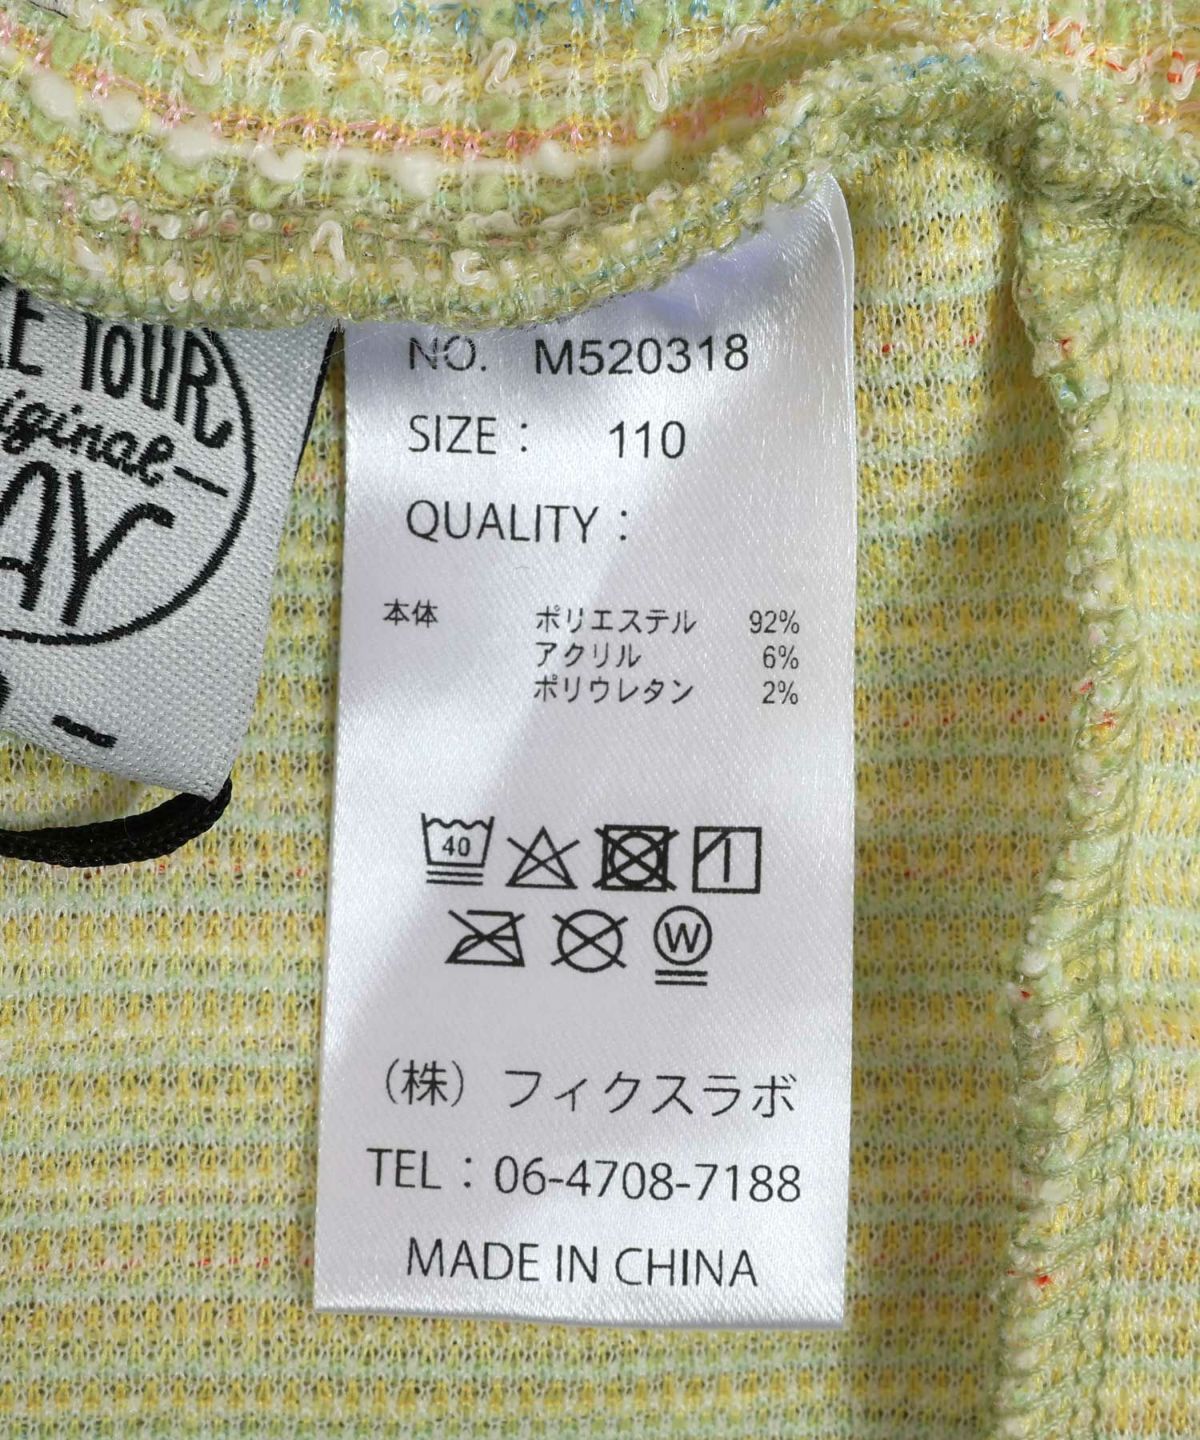 YOUR
NO. M520318
SIZE： 110
QUALITY：
本体 ポリエステル 92%
アクリル 6%
ポリウレタン 2%
40
W
（株）フィクスラボ
TEL：06-4708-7188
MADE IN CHINA